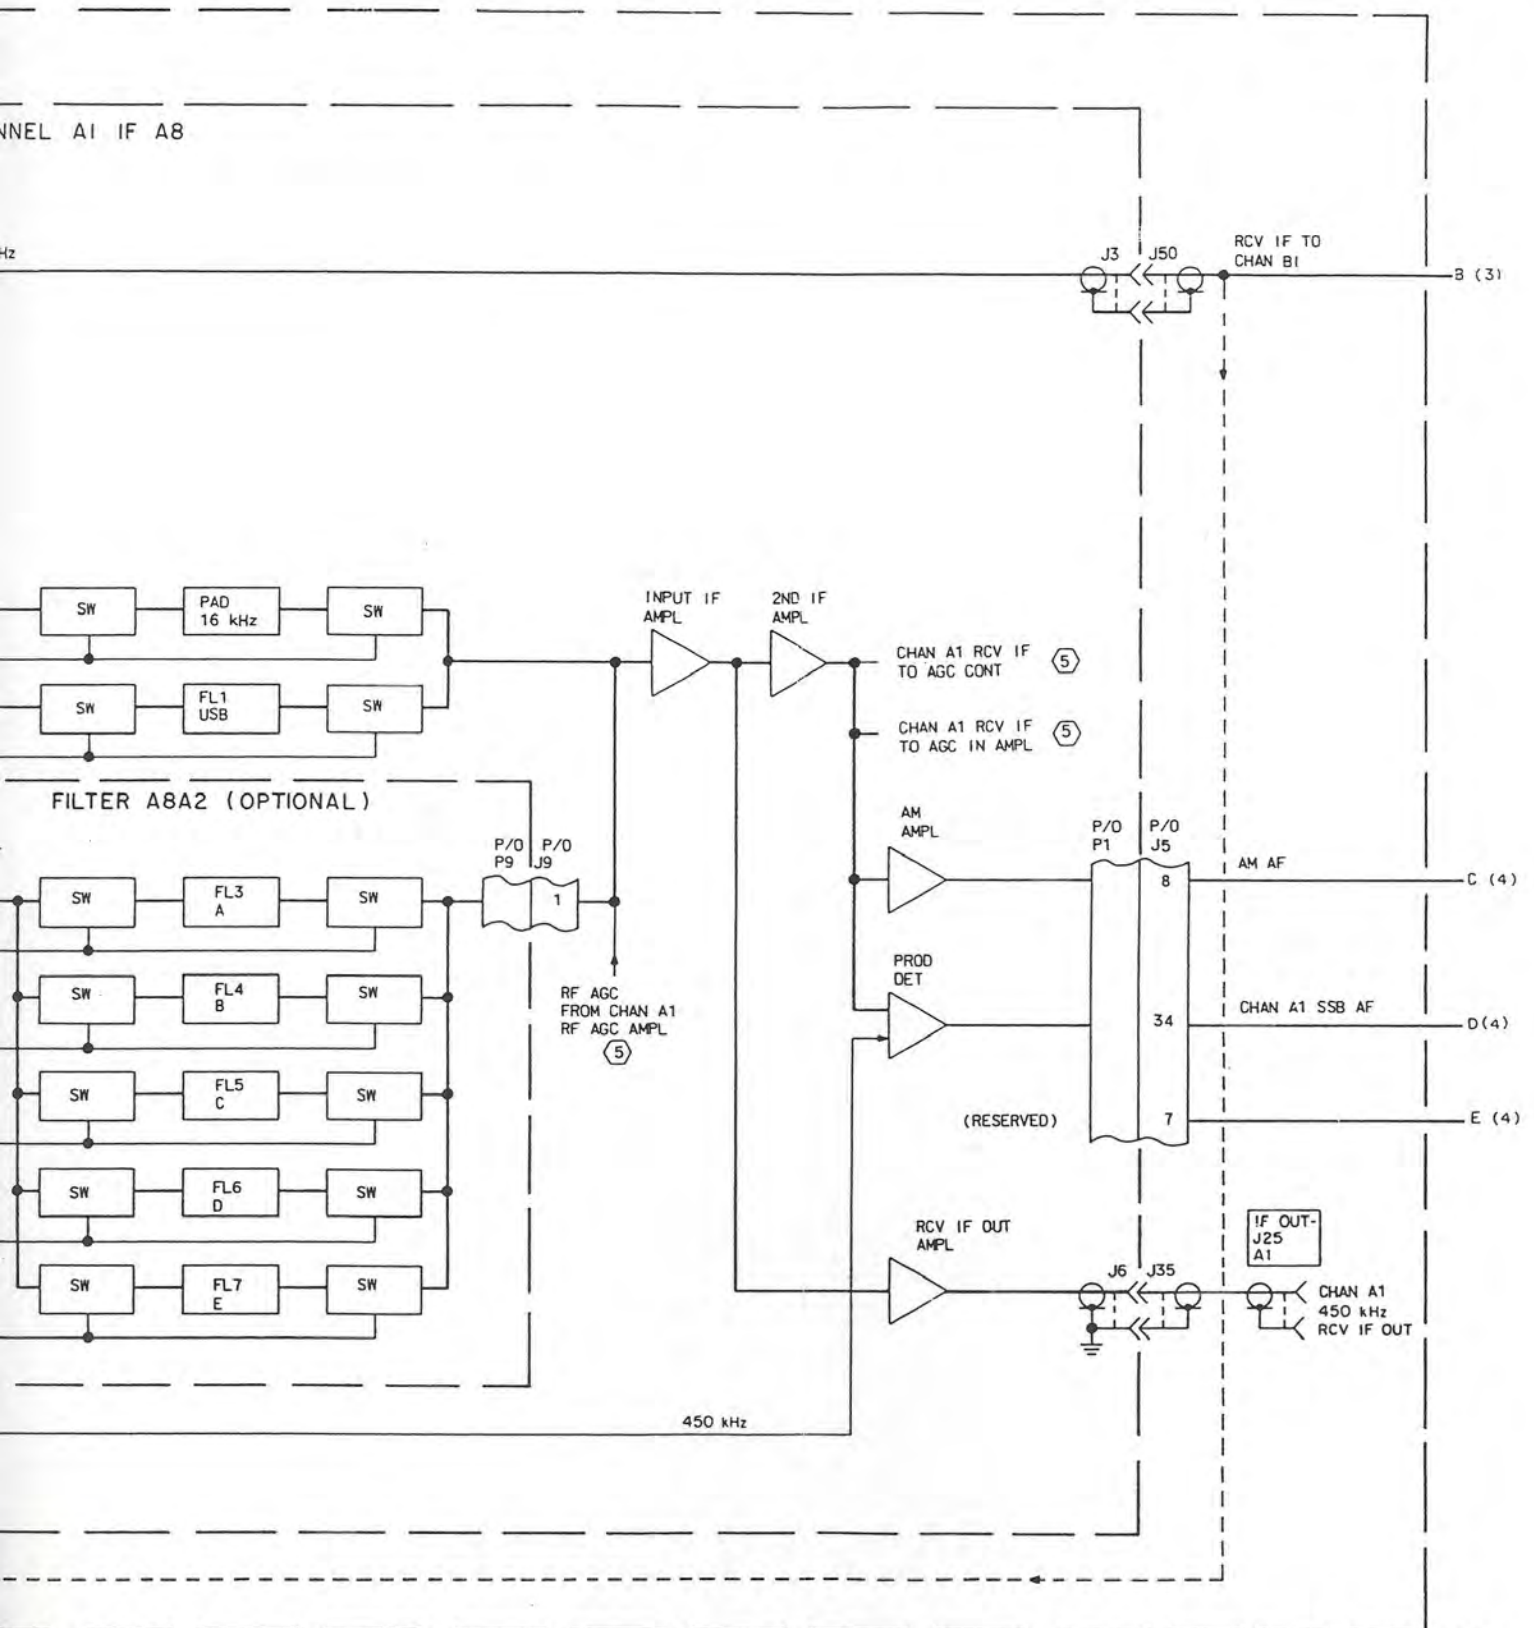 NNEL A1 IF A8
Hz
J3 J50
RCV IF TO
CHAN B1
B (3)
SW
PAD
16 kHz
SW
INPUT IF
AMPL
2ND IF
AMPL
CHAN A1 RCV IF
TO AGC CONT
5
SW
FL1
USB
SW
CHAN A1 RCV IF
TO AGC IN AMPL
5
FILTER A8A2 (OPTIONAL)
AM
AMPL
P/O P/O
P9 J9
P/O P/O
P1 J5
SW
FL3
A
SW
1
8
AM AF
C (4)
SW
FL4
B
SW
RF AGC
FROM CHAN A1
RF AGC AMPL
5
PROD
DET
34
CHAN A1 SSB AF
D(4)
SW
FL5
C
SW
(RESERVED)
7
E (4)
SW
FL6
D
SW
RCV IF OUT
AMPL
IF OUT-
J25
A1
SW
FL7
E
SW
J6 J35
CHAN A1
450 kHz
RCV IF OUT
450 kHz